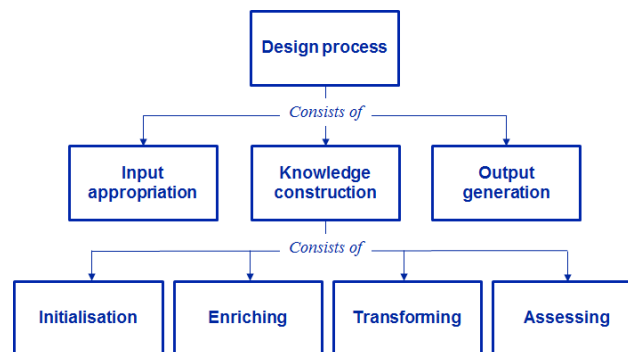 Design process
Consists of
Input
appropriation
Knowledge
construction
Output
generation
Consists of
Initialisation
Enriching
Transforming
Assessing